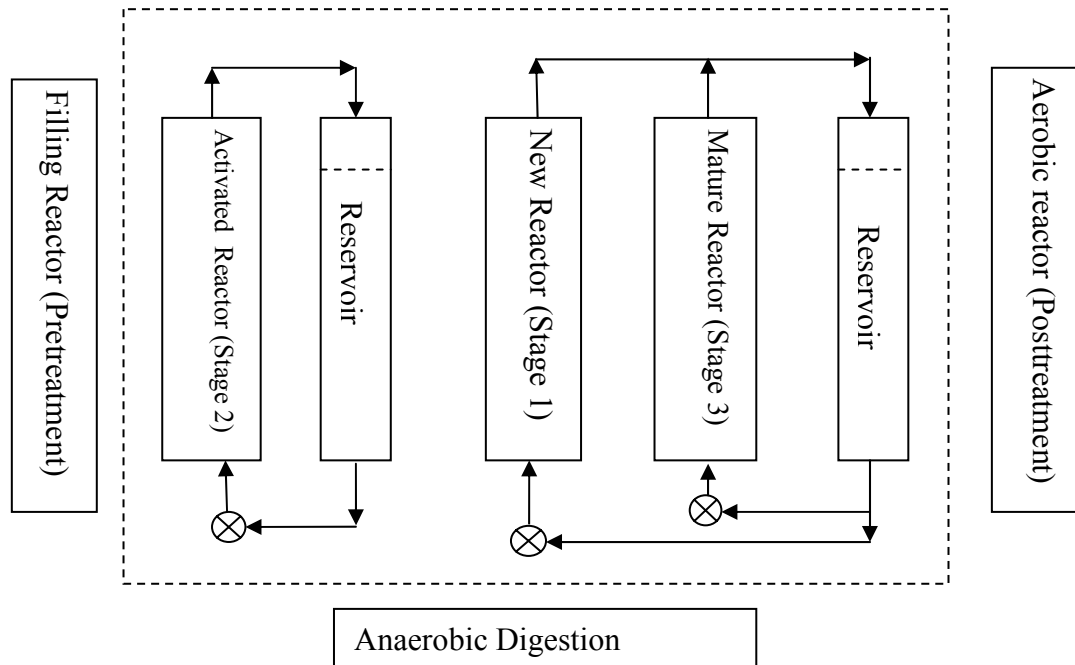 Filling Reactor (Pretreatment)
Activated Reactor (Stage 2)
Reservoir
New Reactor (Stage 1)
Mature Reactor (Stage 3)
Reservoir
Aerobic reactor (Posttreatment)
Anaerobic Digestion